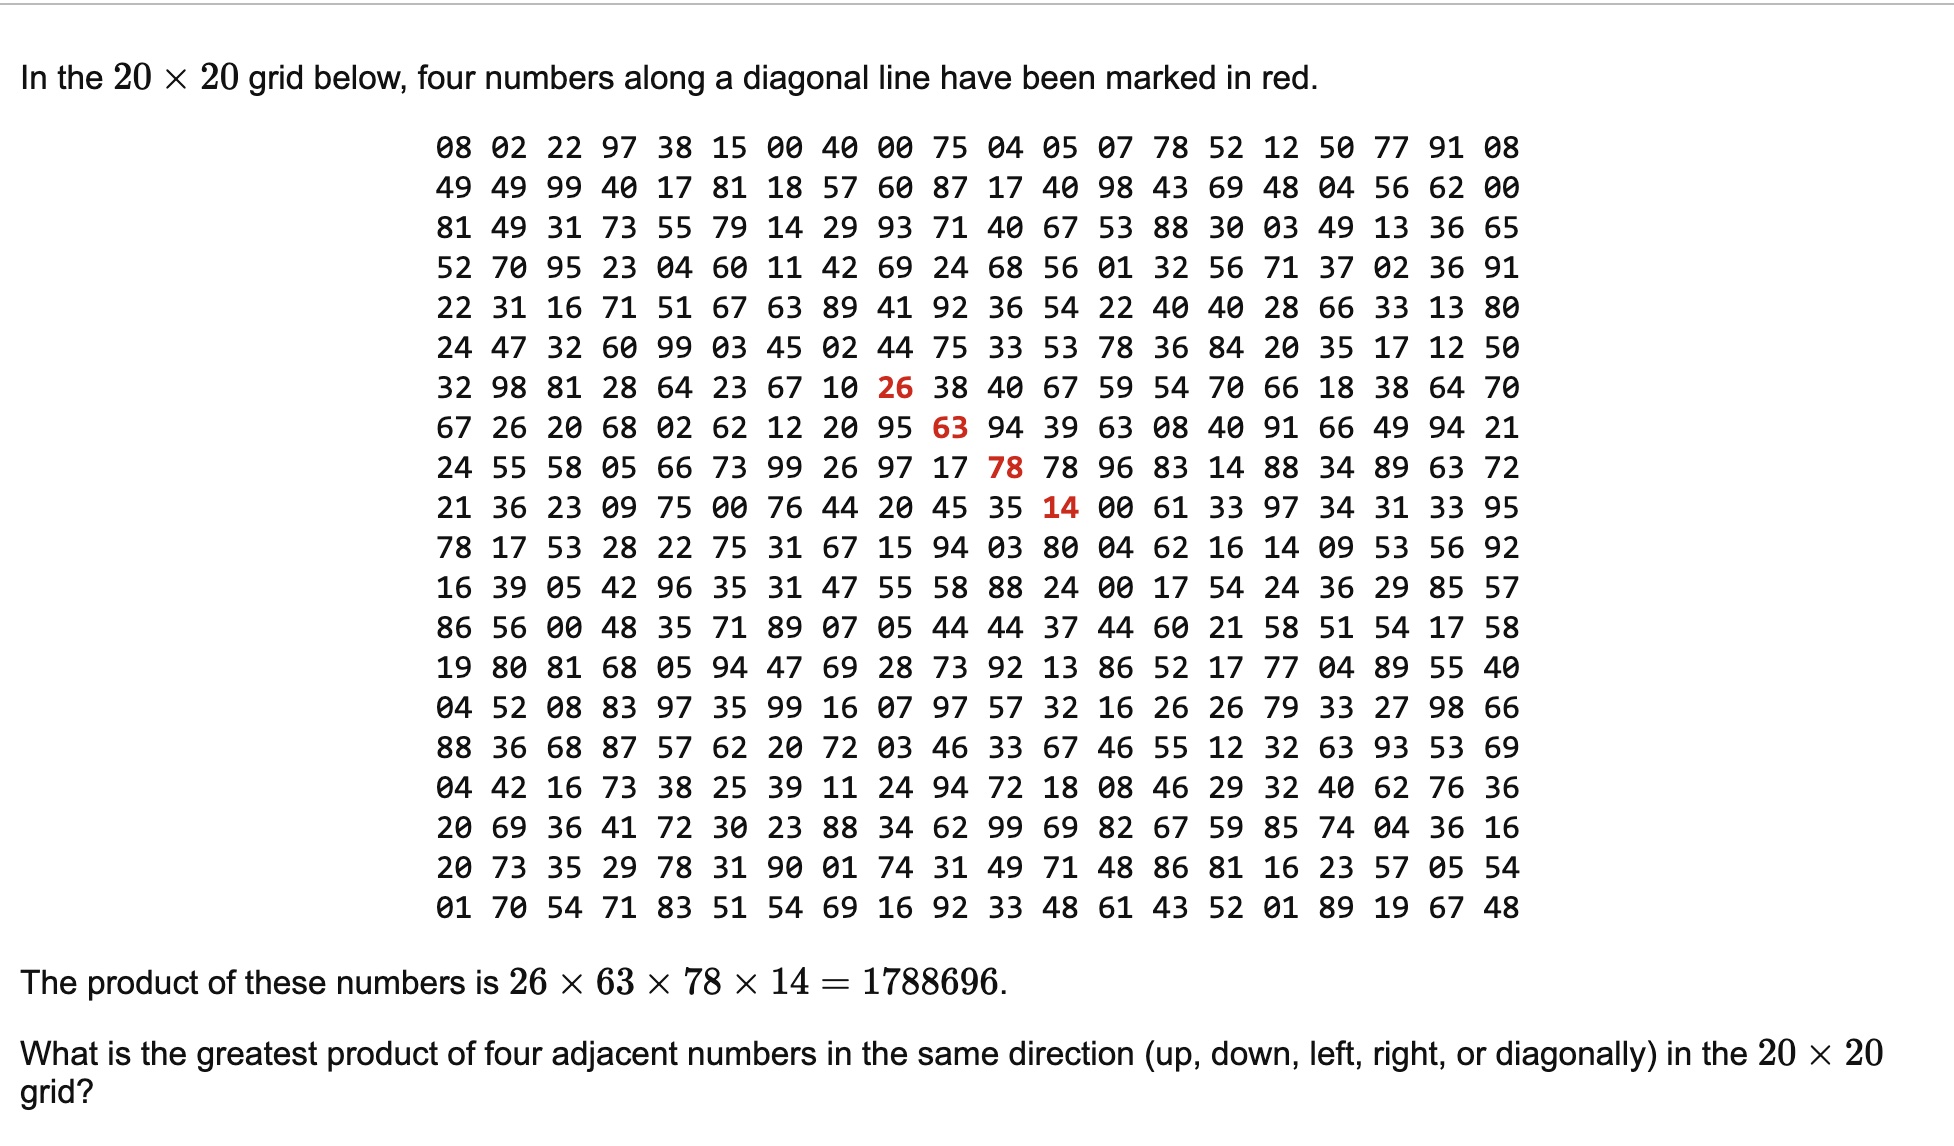 In the 20 × 20 grid below, four numbers along a diagonal line have been marked in red.
08 02 22 97 38 15 00 40 00 75 04 05 07 78 52 12 50 77 91 08
49 49 99 40 17 81 18 57 60 87 17 40 98 43 69 48 04 56 62 00
81 49 31 73 55 79 14 29 93 71 40 67 53 88 30 03 49 13 36 65
52 70 95 23 04 60 11 42 69 24 68 56 01 32 56 71 37 02 36 91
22 31 16 71 51 67 63 89 41 92 36 54 22 40 40 28 66 33 13 80
24 47 32 60 99 03 45 02 44 75 33 53 78 36 84 20 35 17 12 50
32 98 81 28 64 23 67 10 26 38 40 67 59 54 70 66 18 38 64 70
67 26 20 68 02 62 12 20 95 63 94 39 63 08 40 91 66 49 94 21
24 55 58 05 66 73 99 26 97 17 78 78 96 83 14 88 34 89 63 72
21 36 23 09 75 00 76 44 20 45 35 14 00 61 33 97 34 31 33 95
78 17 53 28 22 75 31 67 15 94 03 80 04 62 16 14 09 53 56 92
16 39 05 42 96 35 31 47 55 58 88 24 00 17 54 24 36 29 85 57
86 56 00 48 35 71 89 07 05 44 44 37 44 60 21 58 51 54 17 58
19 80 81 68 05 94 47 69 28 73 92 13 86 52 17 77 04 89 55 40
04 52 08 83 97 35 99 16 07 97 57 32 16 26 26 79 33 27 98 66
88 36 68 87 57 62 20 72 03 46 33 67 46 55 12 32 63 93 53 69
04 42 16 73 38 25 39 11 24 94 72 18 08 46 29 32 40 62 76 36
20 69 36 41 72 30 23 88 34 62 99 69 82 67 59 85 74 04 36 16
20 73 35 29 78 31 90 01 74 31 49 71 48 86 81 16 23 57 05 54
01 70 54 71 83 51 54 69 16 92 33 48 61 43 52 01 89 19 67 48
The product of these numbers is 26 × 63 × 78 × 14 = 1788696.
What is the greatest product of four adjacent numbers in the same direction (up, down, left, right, or diagonally) in the 20 × 20
grid?